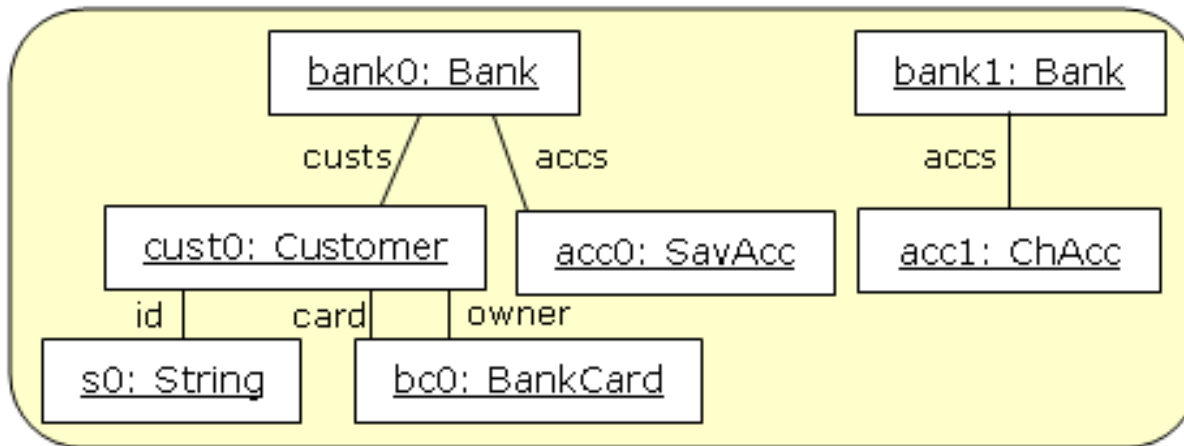 bank0: Bank
bank1: Bank
custs
accs
accs
cust0: Customer
acc0: SavAcc
acc1: ChAcc
id
card
owner
s0: String
bc0: BankCard